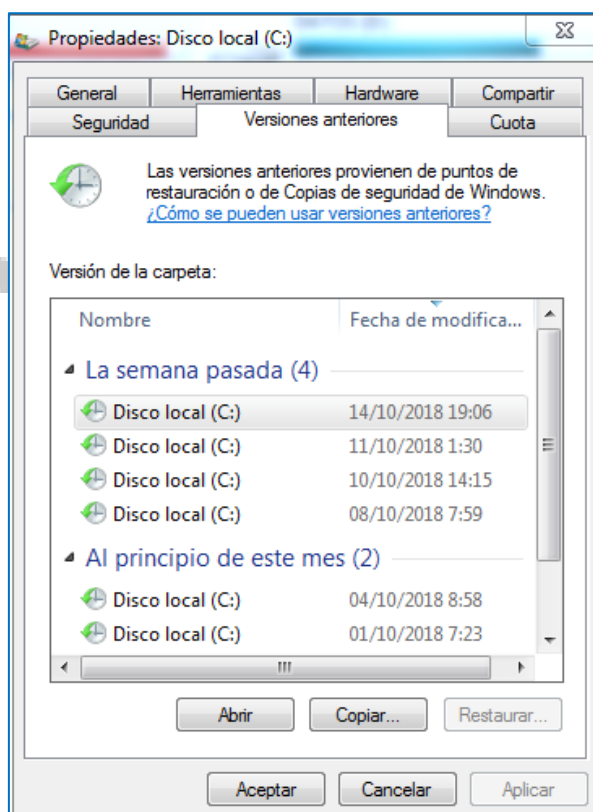 Propiedades: Disco local (C:)
General Herramientas Hardware Compartir
Seguridad Versiones anteriores Cuota
Las versiones anteriores provienen de puntos de
restauración o de Copias de seguridad de Windows.
¿Cómo se pueden usar versiones anteriores?
Versión de la carpeta:
Nombre Fecha de modifica...
La semana pasada (4)
Disco local (C:) 14/10/2018 19:06
Disco local (C:) 11/10/2018 1:30
Disco local (C:) 10/10/2018 14:15
Disco local (C:) 08/10/2018 7:59
Al principio de este mes (2)
Disco local (C:) 04/10/2018 8:58
Disco local (C:) 01/10/2018 7:23
Abrir Copiar... Restaurar...
Aceptar Cancelar Aplicar